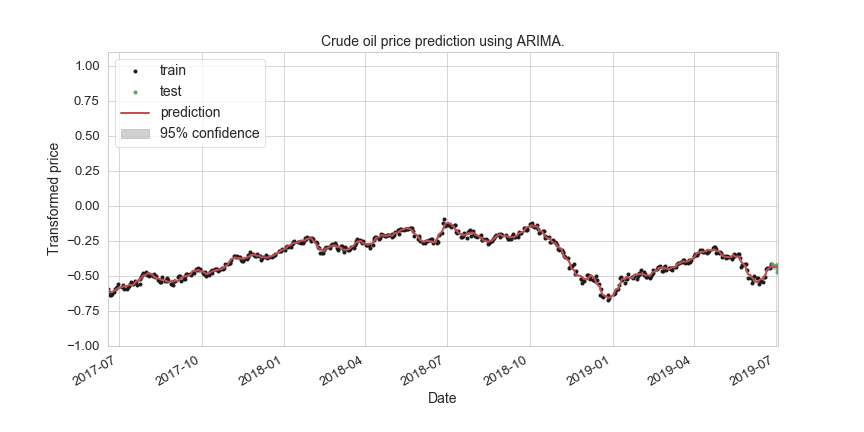 Crude oil price prediction using ARIMA.
train
test
prediction
95% confidence
1.00
0.75
0.50
0.25
0.00
−0.25
−0.50
−0.75
−1.00
Transformed price
2017-07
2017-10
2018-01
2018-04
2018-07
2018-10
2019-01
2019-04
2019-07
Date